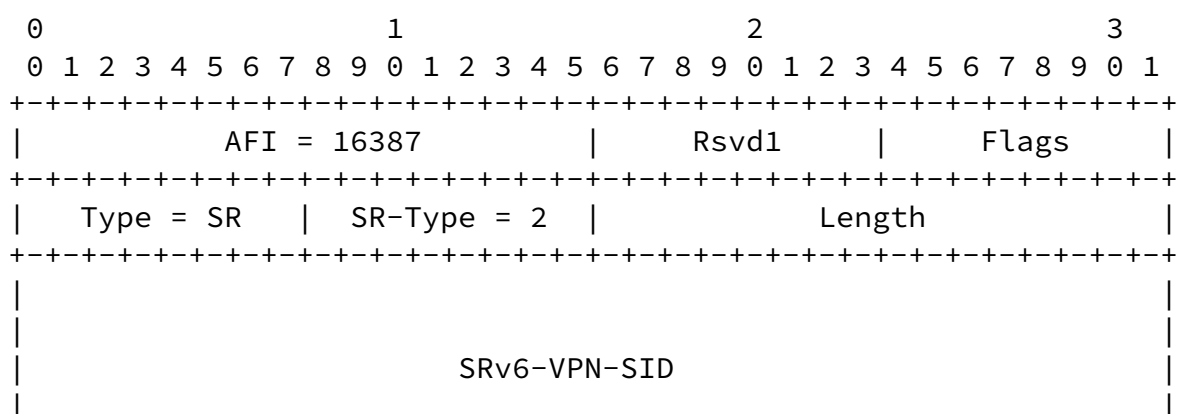 0                   1                   2                   3
0 1 2 3 4 5 6 7 8 9 0 1 2 3 4 5 6 7 8 9 0 1 2 3 4 5 6 7 8 9 0 1
+-+-+-+-+-+-+-+-+-+-+-+-+-+-+-+-+-+-+-+-+-+-+-+-+-+-+-+-+-+-+-+-+
|           AFI = 16387         |     Rsvd1     |     Flags     |
+-+-+-+-+-+-+-+-+-+-+-+-+-+-+-+-+-+-+-+-+-+-+-+-+-+-+-+-+-+-+-+-+
|   Type = SR   |  SR-Type = 2  |            Length             |
+-+-+-+-+-+-+-+-+-+-+-+-+-+-+-+-+-+-+-+-+-+-+-+-+-+-+-+-+-+-+-+-+
|                                                               |
|                                                               |
|                        SRv6-VPN-SID                           |
|                                                               |